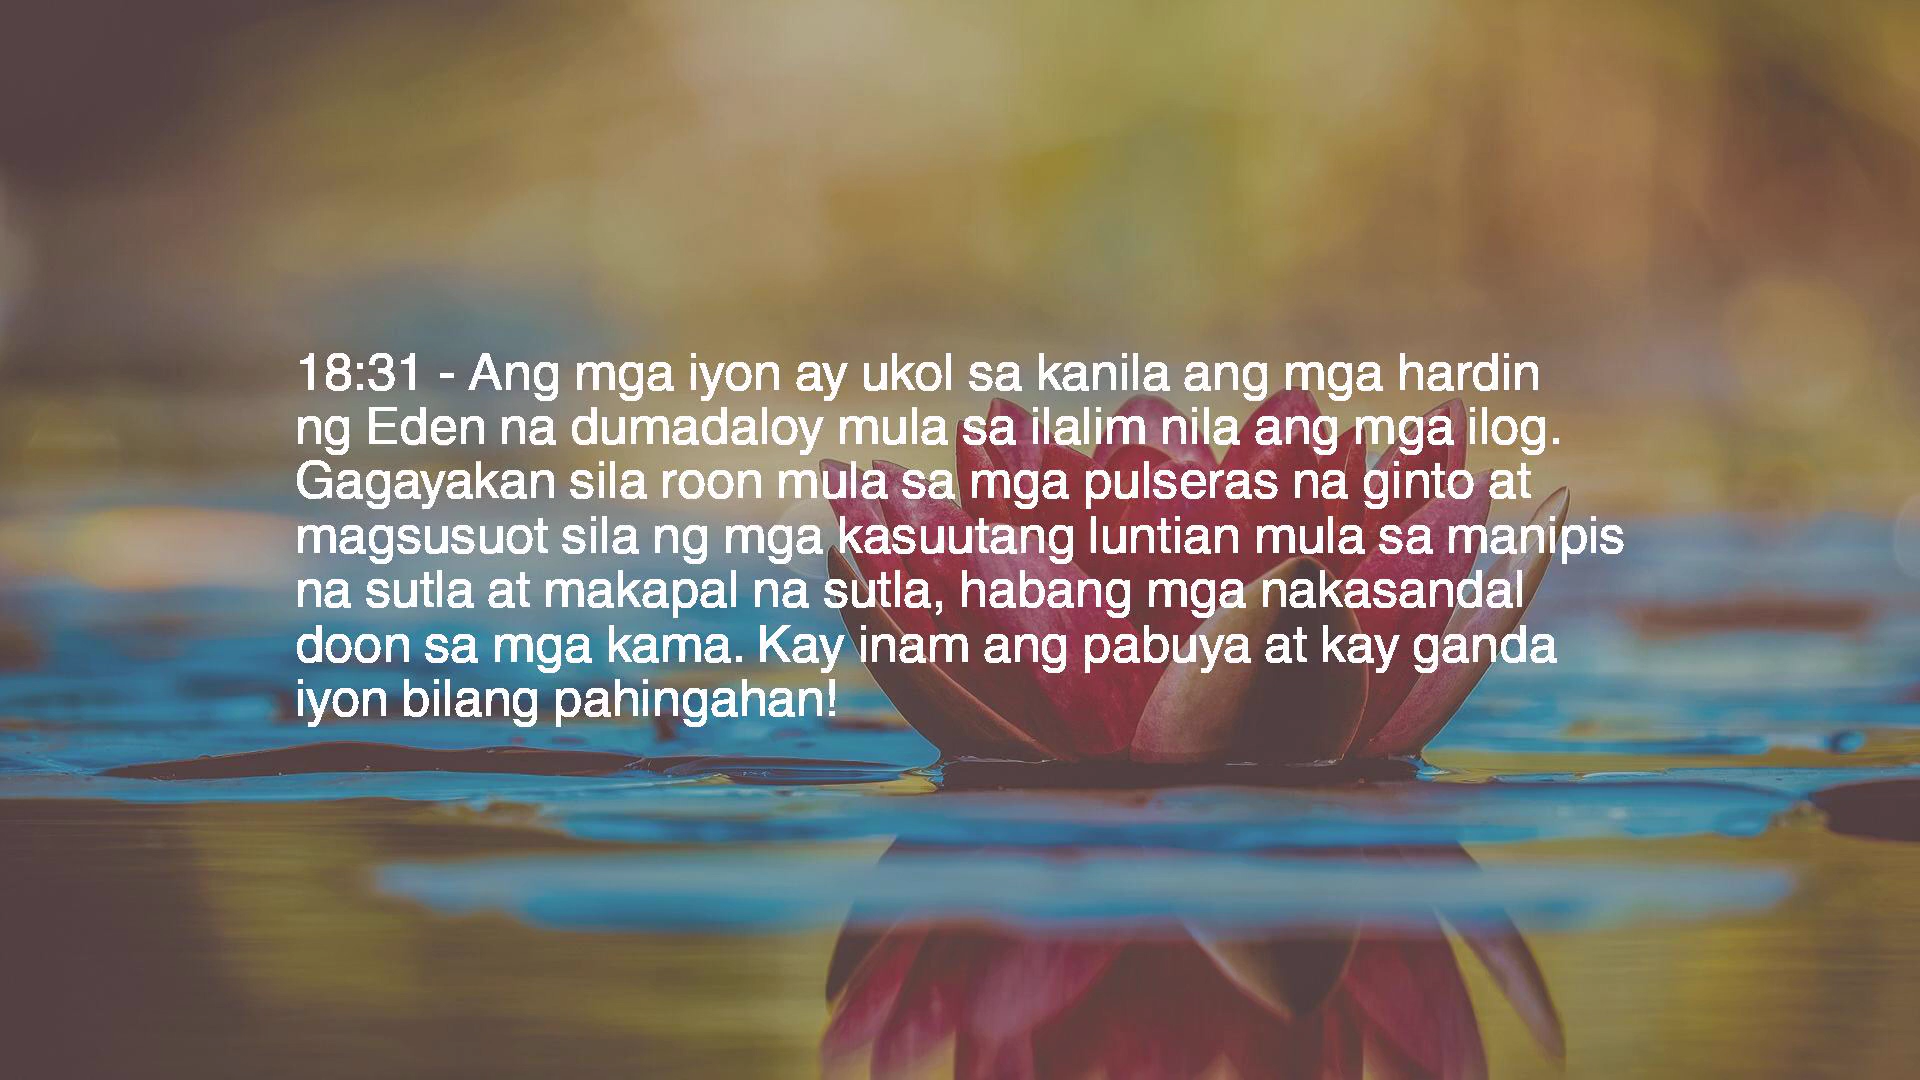 18:31 - Ang mga iyon ay ukol sa kanila ang mga hardin
ng Eden na dumadaloy mula sa ilalim nila ang mga ilog.
Gagayakan sila roon mula sa mga pulseras na ginto at
magsusuot sila ng mga kasuutang luntian mula sa manipis
na sutla at makapal na sutla, habang mga nakasandal
doon sa mga kama. Kay inam ang pabuya at kay ganda
iyon bilang pahingahan!